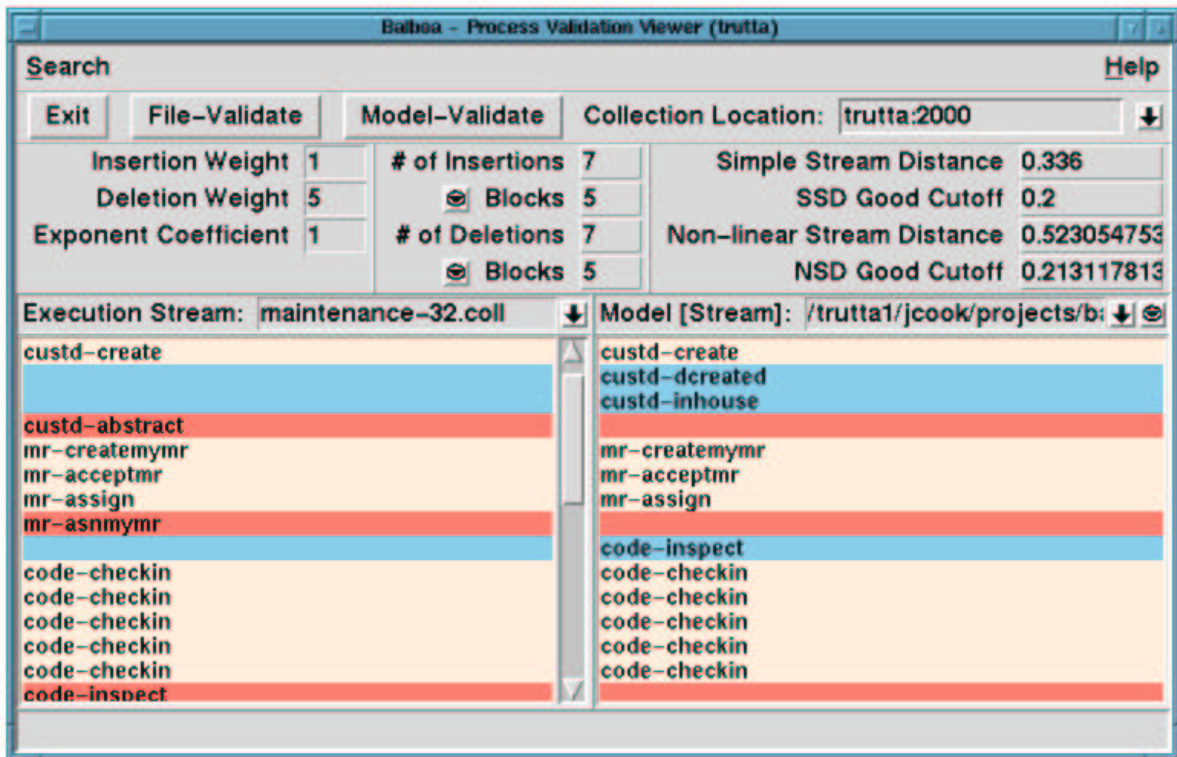 Balboa - Process Validation Viewer (trutta)
Search Help
Exit File-Validate Model-Validate Collection Location: trutta:2000
Insertion Weight 1 # of Insertions 7 Simple Stream Distance 0.336
Deletion Weight 5 Blocks 5 SSD Good Cutoff 0.2
Exponent Coefficient 1 # of Deletions 7 Non-linear Stream Distance 0.523054753
Blocks 5 NSD Good Cutoff 0.213117813
Execution Stream: maintenance-32.coll Model [Stream]: /trutta1/jcook/projects/ba
custd-create custd-create
custd-dcreated
custd-inhouse
custd-abstract
mr-createmymr mr-createmymr
mr-acceptmr mr-acceptmr
mr-assign mr-assign
mr-asnmymr
code-inspect
code-checkin code-checkin
code-checkin code-checkin
code-checkin code-checkin
code-checkin code-checkin
code-checkin code-checkin
code-inspect